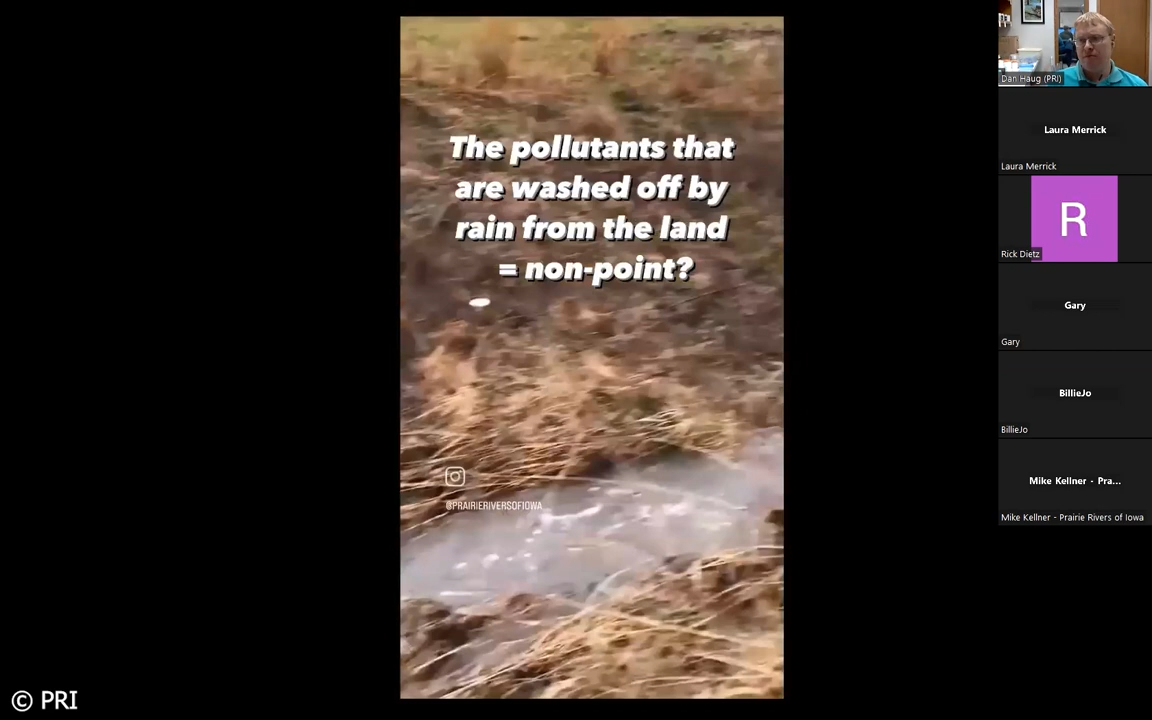 The pollutants that
are washed off by
rain from the land
= non-point?
@PRAIRIERIVERSOFIOWA
© PRI
Dan Haug (PRI)
Laura Merrick
Laura Merrick
R
Rick Dietz
Gary
Gary
BillieJo
BillieJo
Mike Kellner - Pra...
Mike Kellner - Prairie Rivers of Iowa